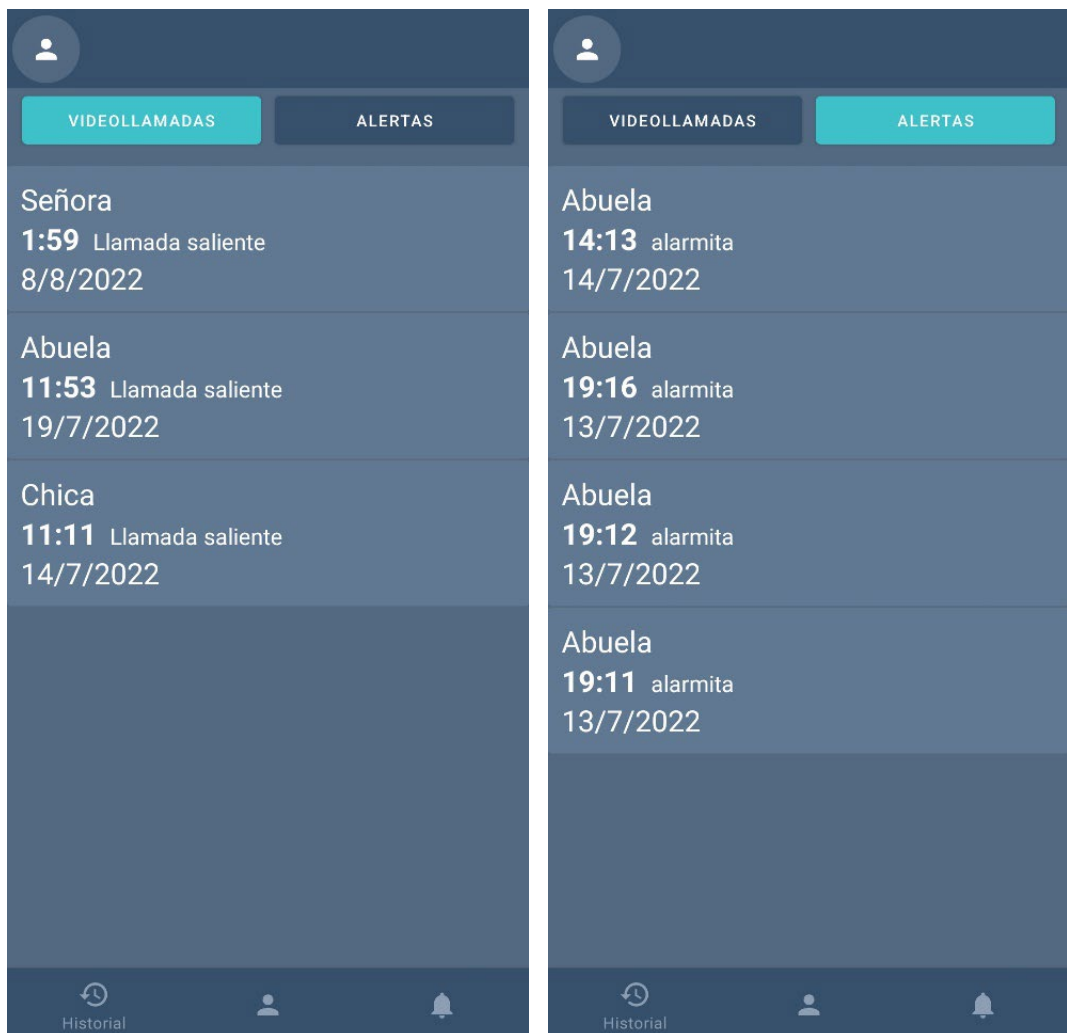 VIDEOLLAMADAS ALERTAS
Señora
1:59 Llamada saliente
8/8/2022
Abuela
11:53 Llamada saliente
19/7/2022
Chica
11:11 Llamada saliente
14/7/2022
Historial
VIDEOLLAMADAS ALERTAS
Abuela
14:13 alarmita
14/7/2022
Abuela
19:16 alarmita
13/7/2022
Abuela
19:12 alarmita
13/7/2022
Abuela
19:11 alarmita
13/7/2022
Historial